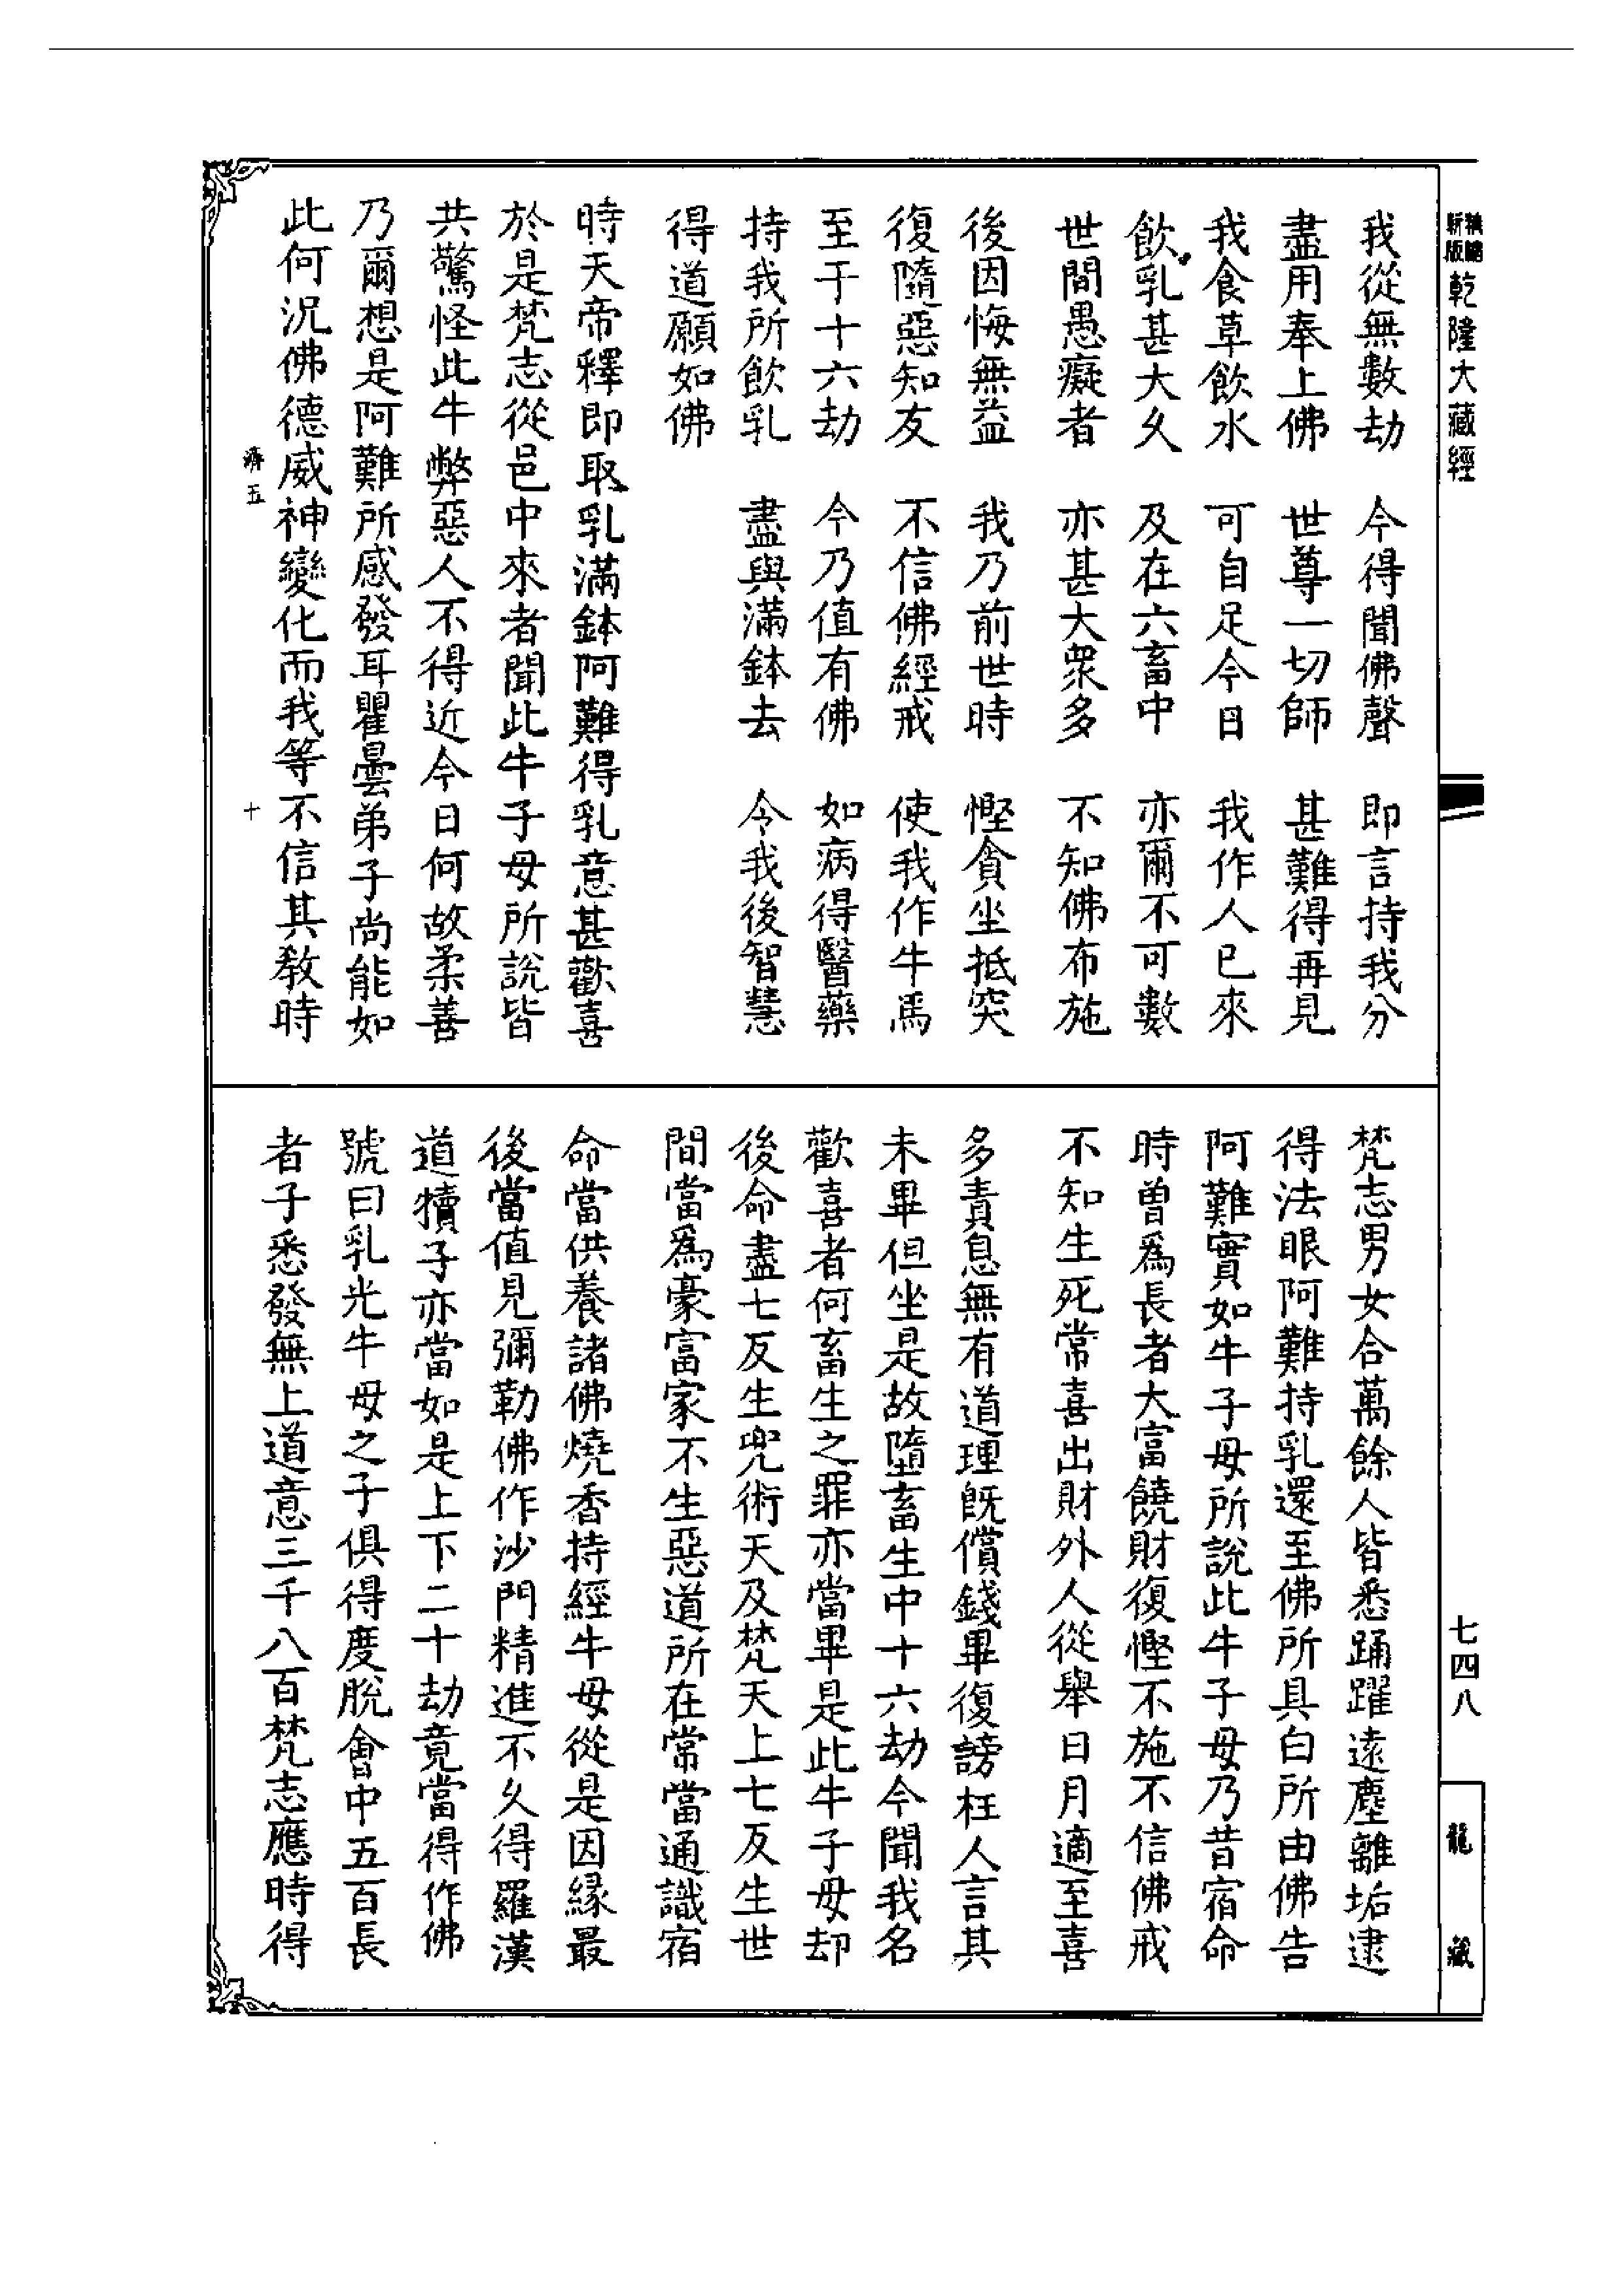 新版
精縮
乾隆大藏經
我從無數劫　今得聞佛聲　即言持我分
盡用奉上佛　世尊一切師　甚難得再見
我食草飲水　可自足今日　我作人已來
飲乳甚大久　及在六畜中　亦爾不可數
世間愚癡者　亦甚大衆多　不知佛布施
後因悔無益　我乃前世時　慳貪坐抵突
復隨惡知友　不信佛經戒　使我作牛馬
至于十六劫　今乃值有佛　如病得醫藥
持我所飲乳　盡與滿鉢去　令我後智慧
得道願如佛
時天帝釋即取乳滿鉢阿難得乳意甚歡喜
於是梵志從邑中來者聞此牛子母所說皆
共驚怪此牛弊惡人不得近今日何故柔善
乃爾想是阿難所感發耳瞿曇弟子尚能如
此何況佛德威神變化而我等不信其教時
濟五
十
梵志男女合萬餘人皆悉踊躍遠塵離垢逮
得法眼阿難持乳還至佛所具白所由佛告
阿難實如牛子母所說此牛子母乃昔宿命
時曾爲長者大富饒財復慳不施不信佛戒
不知生死常喜出財外人從舉日月適至喜
多責息無有道理既償錢畢復謗枉人言其
未畢但坐是故墮畜生中十六劫今聞我名
歡喜者何畜生之罪亦當畢是此牛子母却
後命盡七反生兜術天及梵天上七反生世
間當爲豪富家不生惡道所在常當通識宿
命當供養諸佛燒香持經牛母從是因緣最
後當值見彌勒佛作沙門精進不久得羅漢
道犢子亦當如是上下二十劫竟當得作佛
號曰乳光牛母之子俱得度脫會中五百長
者子悉發無上道意三千八百梵志應時得
七四八
龍藏